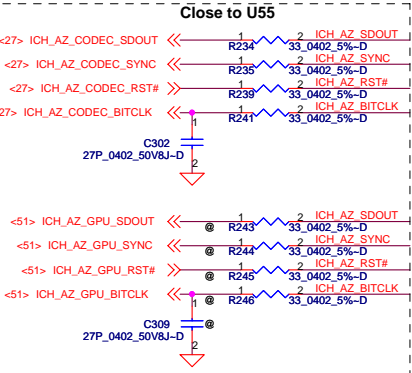 Close to U55
<27> ICH_AZ_CODEC_SDOUT 1 2 ICH_AZ_SDOUT
R234 33_0402_5%~D
<27> ICH_AZ_CODEC_SYNC 1 2 ICH_AZ_SYNC
R235 33_0402_5%~D
<27> ICH_AZ_CODEC_RST# 1 2 ICH_AZ_RST#
R239 33_0402_5%~D
27> ICH_AZ_CODEC_BITCLK 1 2 ICH_AZ_BITCLK
R241 33_0402_5%~D
1
C302
27P_0402_50V8J~D
2
<51> ICH_AZ_GPU_SDOUT 1 2 ICH_AZ_SDOUT
@ R243 33_0402_5%~D
<51> ICH_AZ_GPU_SYNC 1 2 ICH_AZ_SYNC
@ R244 33_0402_5%~D
<51> ICH_AZ_GPU_RST# 1 2 ICH_AZ_RST#
@ R245 33_0402_5%~D
<51> ICH_AZ_GPU_BITCLK 1 2 ICH_AZ_BITCLK
@ R246 33_0402_5%~D
1
C309 @
27P_0402_50V8J~D
2